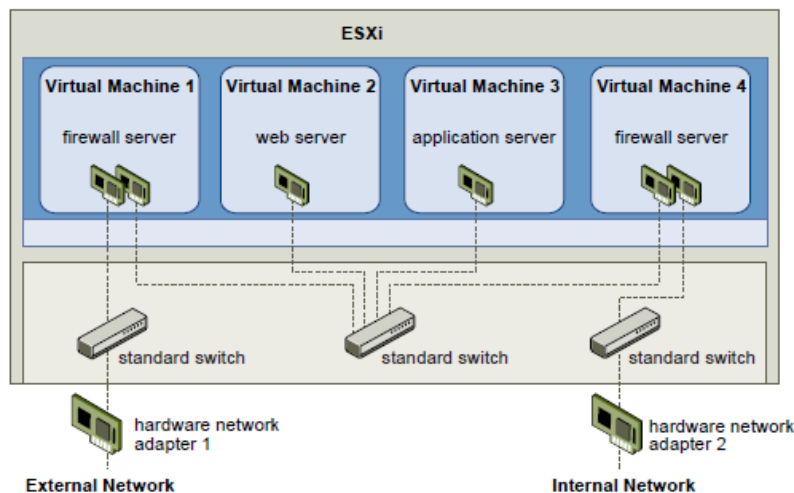 ESXi
Virtual Machine 1
firewall server
Virtual Machine 2
web server
Virtual Machine 3
application server
Virtual Machine 4
firewall server
standard switch
standard switch
standard switch
hardware network
adapter 1
hardware network
adapter 2
External Network
Internal Network